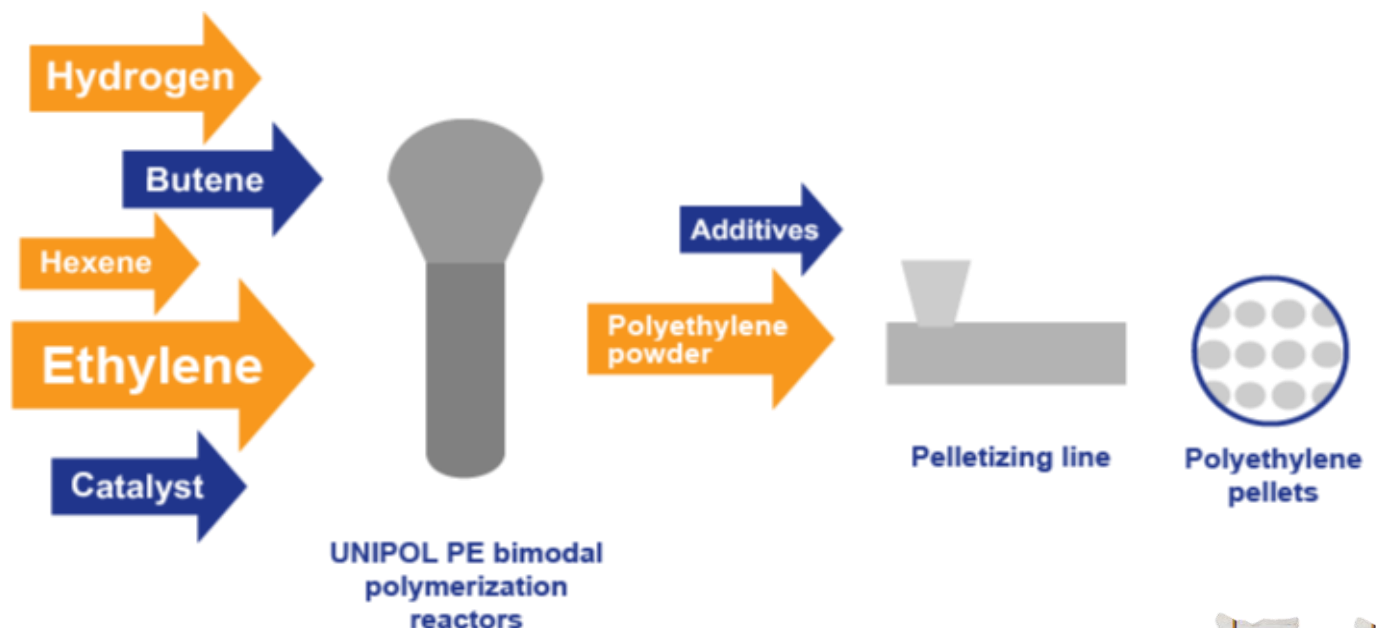 Hydrogen
Butene
Hexene
Ethylene
Catalyst
UNIPOL PE bimodal
polymerization
reactors
Additives
Polyethylene
powder
Pelletizing line
Polyethylene
pellets